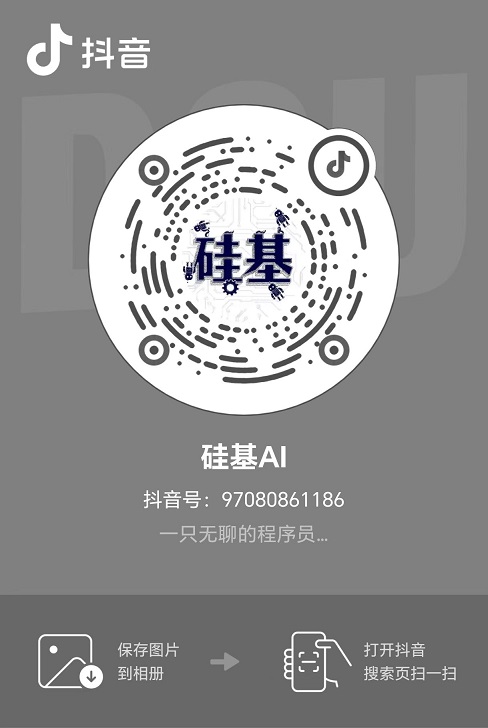 抖音
DOU
硅基
硅基AI
抖音号：97080861186
一只无聊的程序员...
保存图片
到相册
打开抖音
搜索页扫一扫